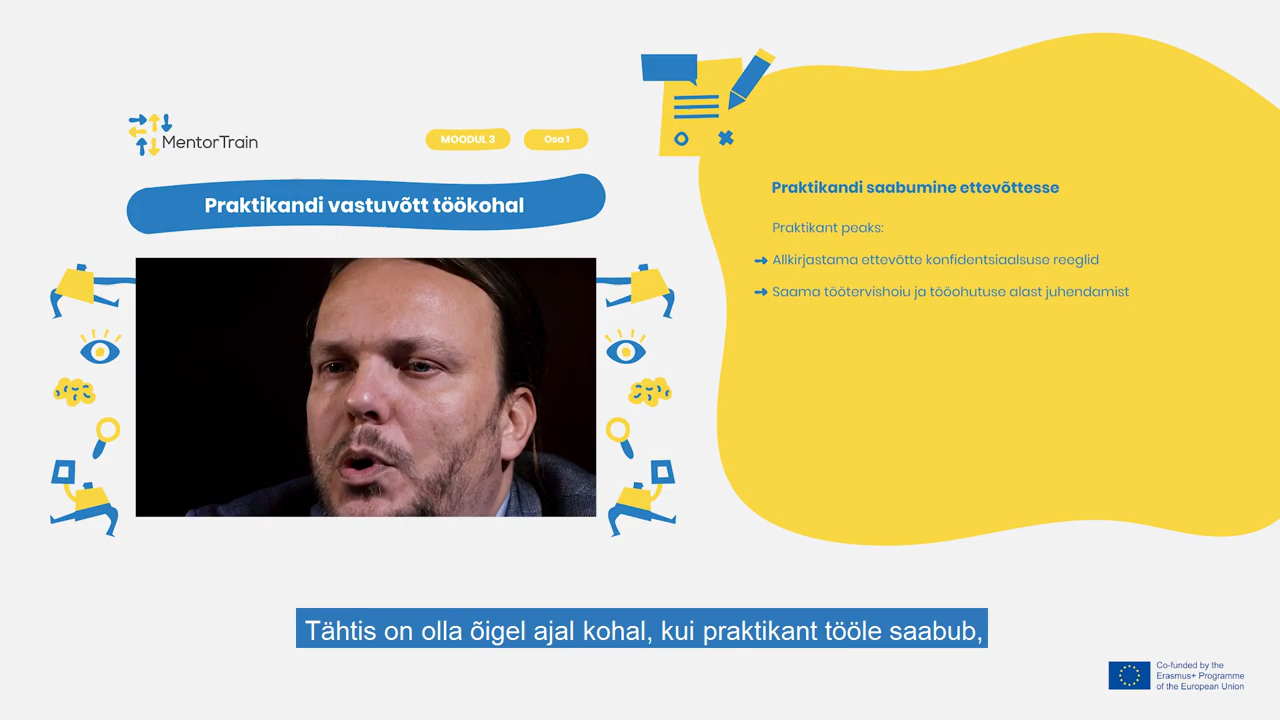 MentorTrain
MOODUL 3
Osa 1
Praktikandi vastuvõtt töökohal
Praktikandi saabumine ettevõttesse
Praktikant peaks:
Allkirjastama ettevõtte konfidentsiaalsuse reeglid
Saama töötervishoiu ja tööohutuse alast juhendamist
Tähtis on olla õigel ajal kohal, kui praktikant tööle saabub,
Co-funded by the
Erasmus+ Programme
of the European Union